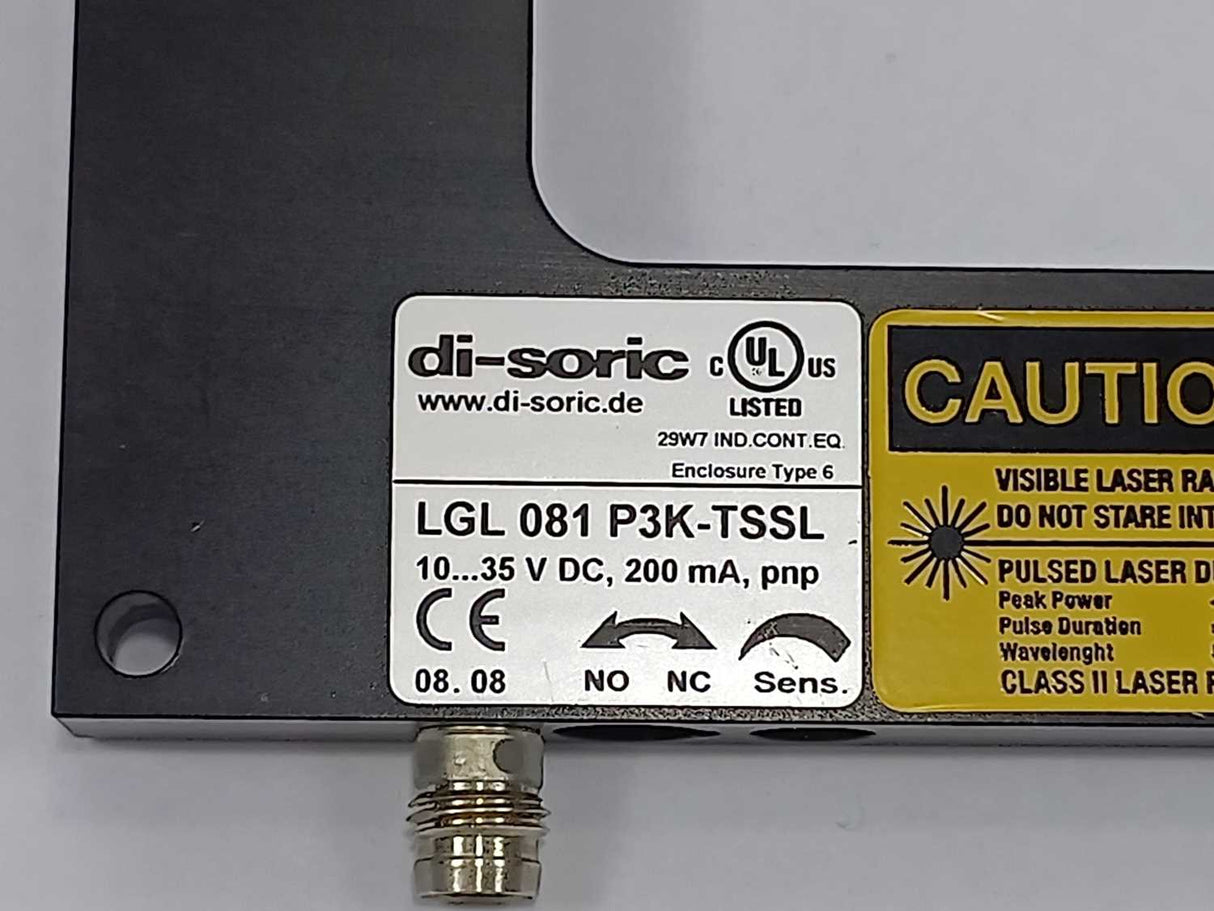 di-soric
c UL US
www.di-soric.de
LISTED
29W7 IND.CONT.EQ.
Enclosure Type 6
LGL 081 P3K-TSSL
10...35 V DC, 200 mA, pnp
CE
08.08
NO NC Sens.
CAUTIO
VISIBLE LASER RA
DO NOT STARE INT
PULSED LASER D
Peak Power
Pulse Duration
Wavelenght
CLASS II LASER